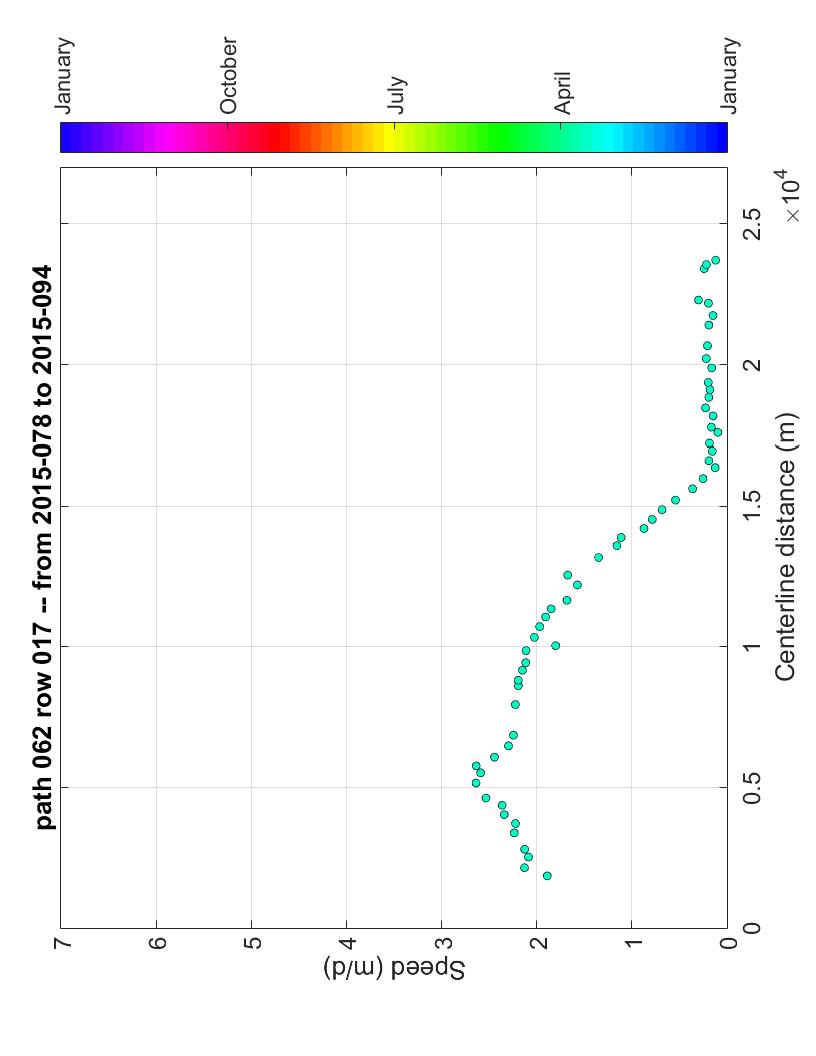 path 062 row 017 -- from 2015-078 to 2015-094
7
6
5
4
3
2
1
0
Speed (m/d)
0
0.5
1
1.5
2
2.5
×10⁴
Centerline distance (m)
January
October
July
April
January